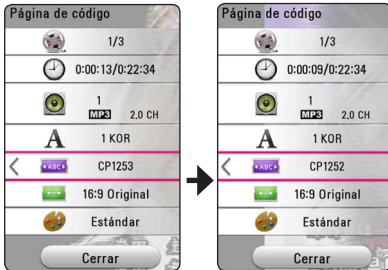 Página de código
1/3
0:00:13/0:22:34
1
MP3 2,0 CH
A 1 KOR
ABC CP1253
16:9 Original
Estándar
Cerrar
Página de código
1/3
0:00:09/0:22:34
1
MP3 2,0 CH
A 1 KOR
ABC CP1252
16:9 Original
Estándar
Cerrar